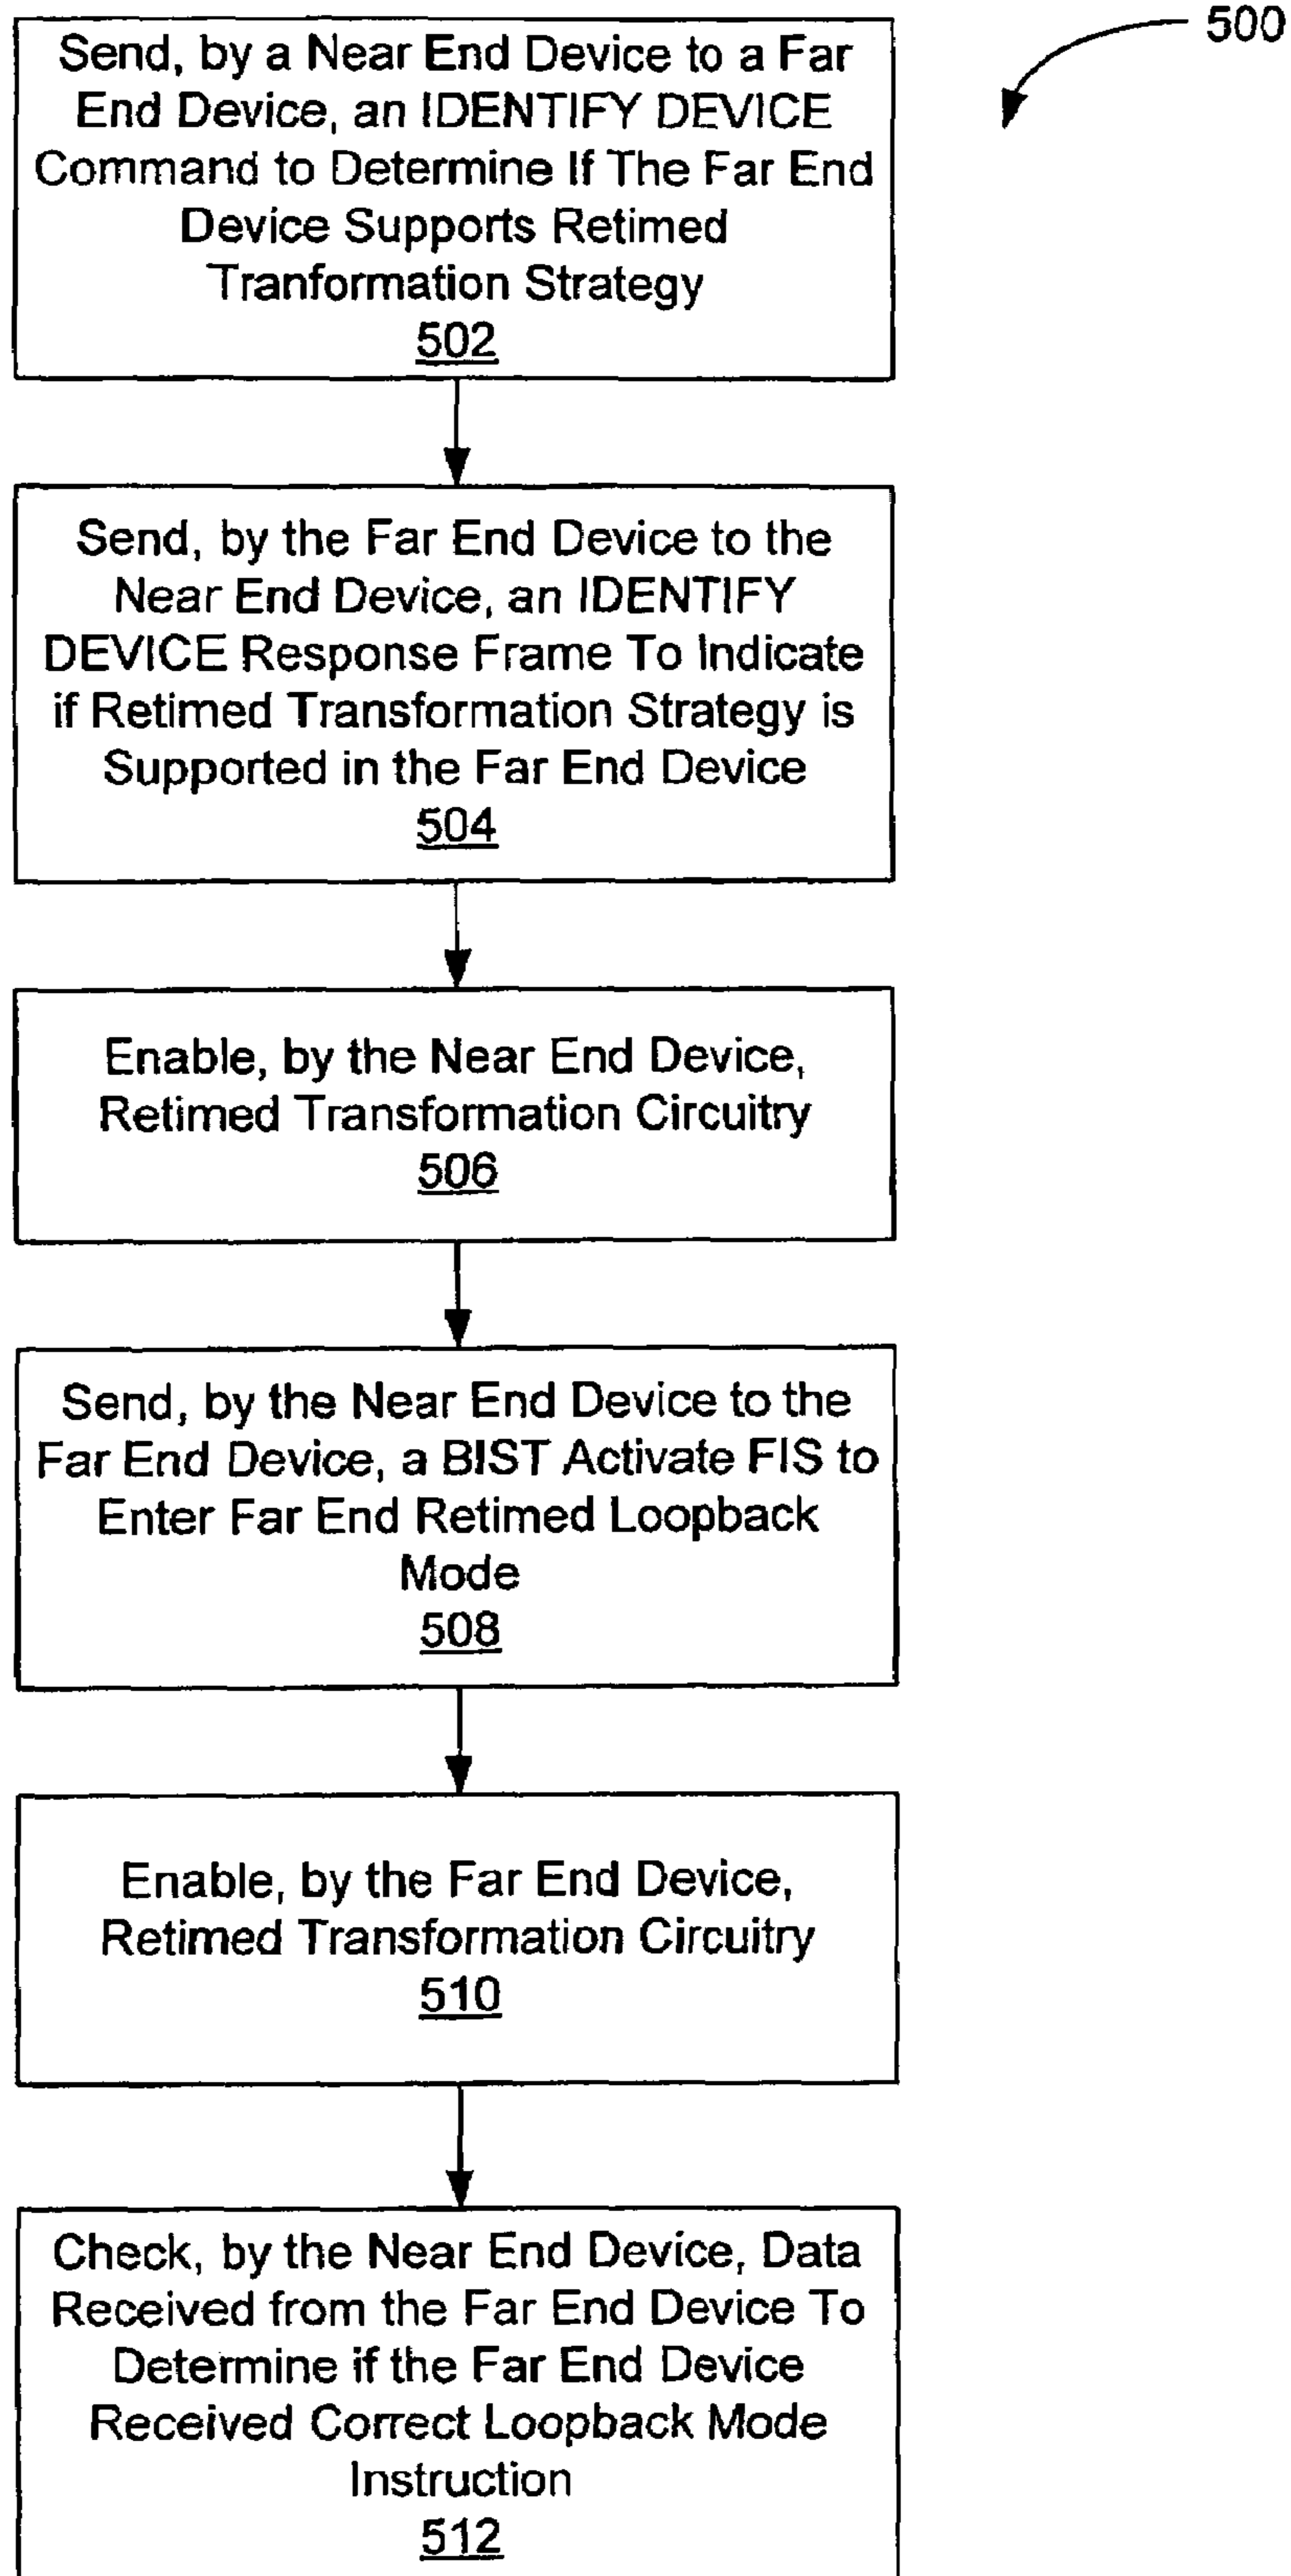 500
Send, by a Near End Device to a Far
End Device, an IDENTIFY DEVICE
Command to Determine If The Far End
Device Supports Retimed
Tranformation Strategy
502
Send, by the Far End Device to the
Near End Device, an IDENTIFY
DEVICE Response Frame To Indicate
if Retimed Transformation Strategy is
Supported in the Far End Device
504
Enable, by the Near End Device,
Retimed Transformation Circuitry
506
Send, by the Near End Device to the
Far End Device, a BIST Activate FIS to
Enter Far End Retimed Loopback
Mode
508
Enable, by the Far End Device,
Retimed Transformation Circuitry
510
Check, by the Near End Device, Data
Received from the Far End Device To
Determine if the Far End Device
Received Correct Loopback Mode
Instruction
512